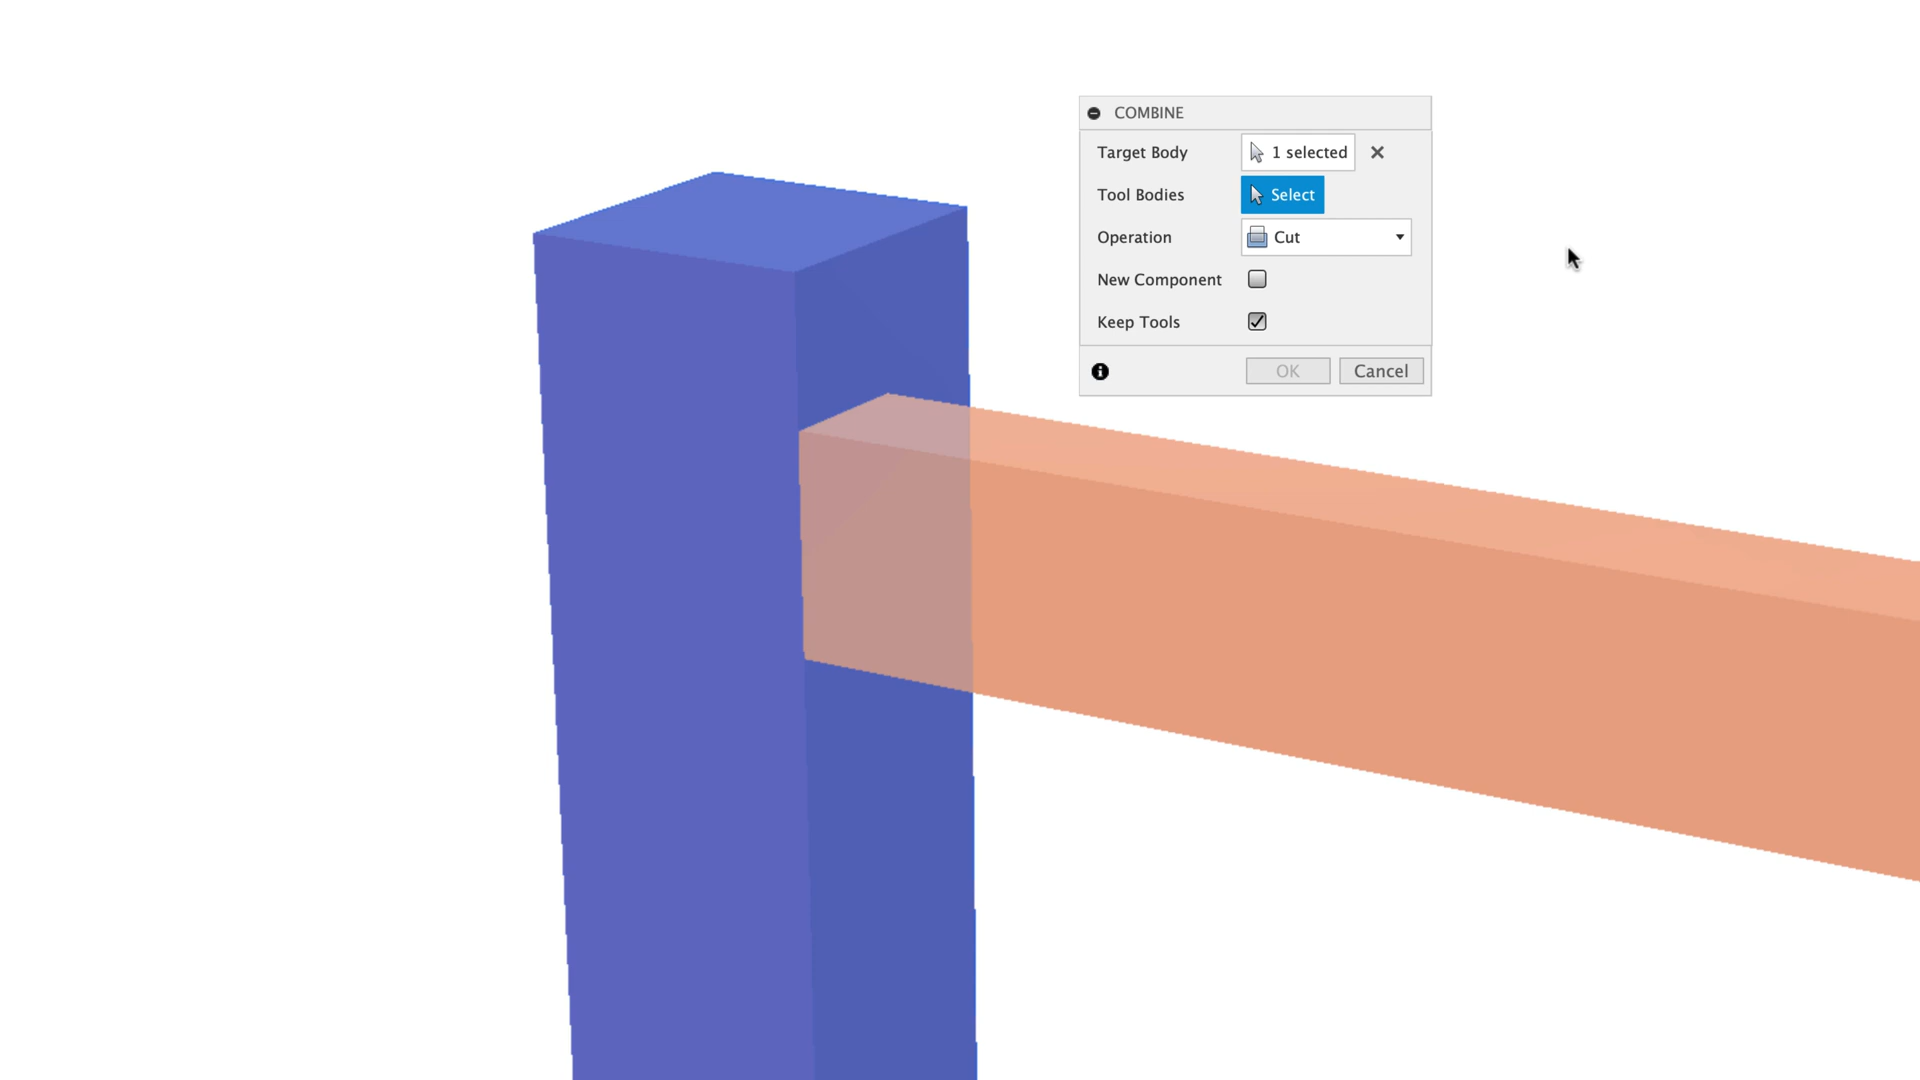 COMBINE
Target Body 1 selected
Tool Bodies Select
Operation Cut
New Component
Keep Tools
OK Cancel